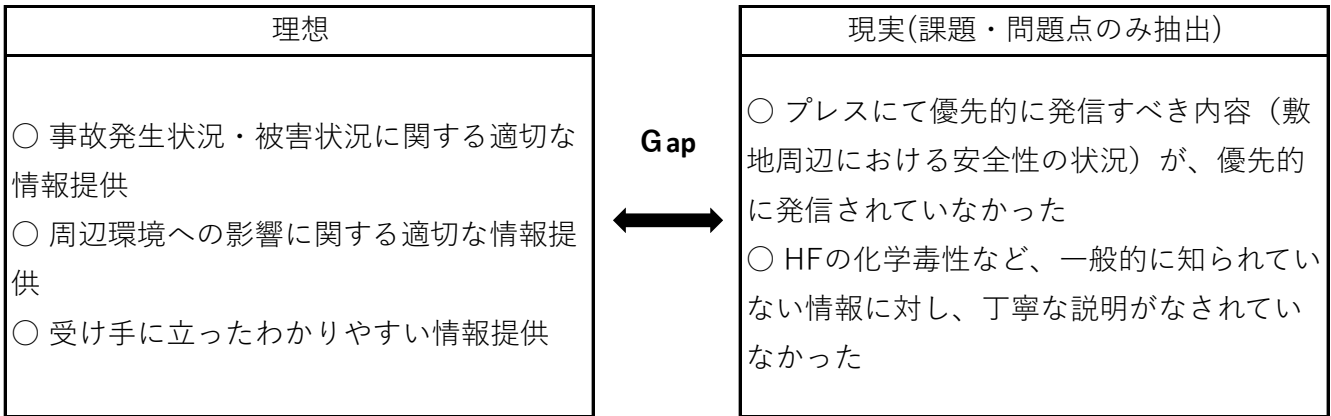 理想
○ 事故発生状況・被害状況に関する適切な
情報提供
○ 周辺環境への影響に関する適切な情報提
供
○ 受け手に立ったわかりやすい情報提供
Gap
現実(課題・問題点のみ抽出)
○ プレスにて優先的に発信すべき内容（敷
地周辺における安全性の状況）が、優先的
に発信されていなかった
○ HFの化学毒性など、一般的に知られてい
ない情報に対し、丁寧な説明がなされてい
なかった